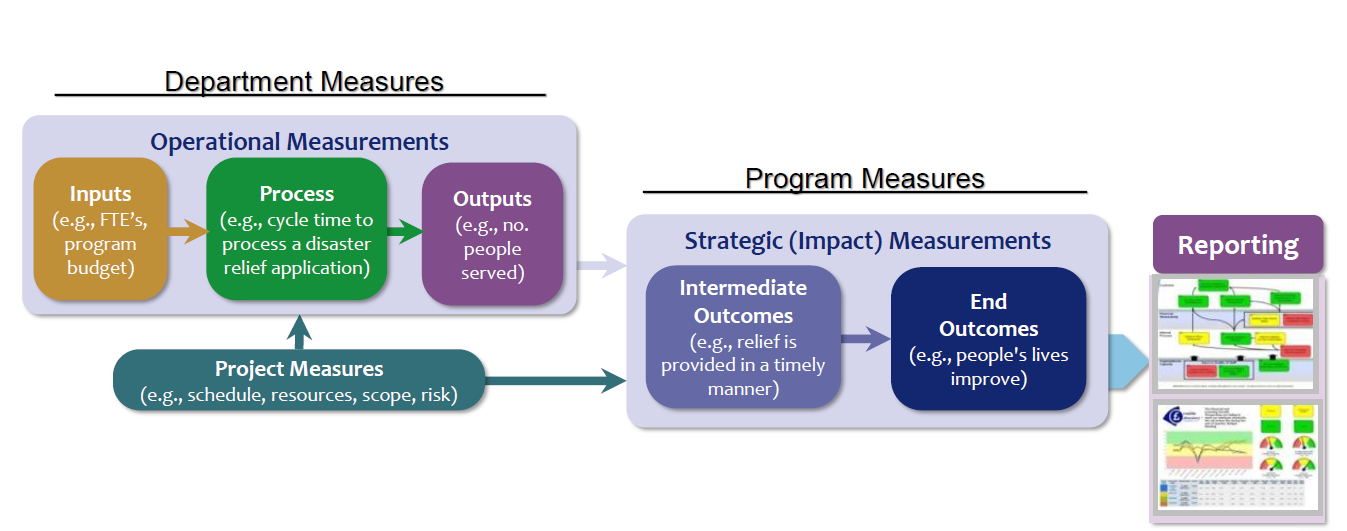 Department Measures
Operational Measurements
Inputs
(e.g., FTE's,
program
budget)
Process
(e.g., cycle time to
process a disaster
relief application)
Outputs
(e.g., no.
people
served)
Project Measures
(e.g., schedule, resources, scope, risk)
Program Measures
Strategic (Impact) Measurements
Intermediate
Outcomes
(e.g., relief is
provided in a timely
manner)
End
Outcomes
(e.g., people's lives
improve)
Reporting